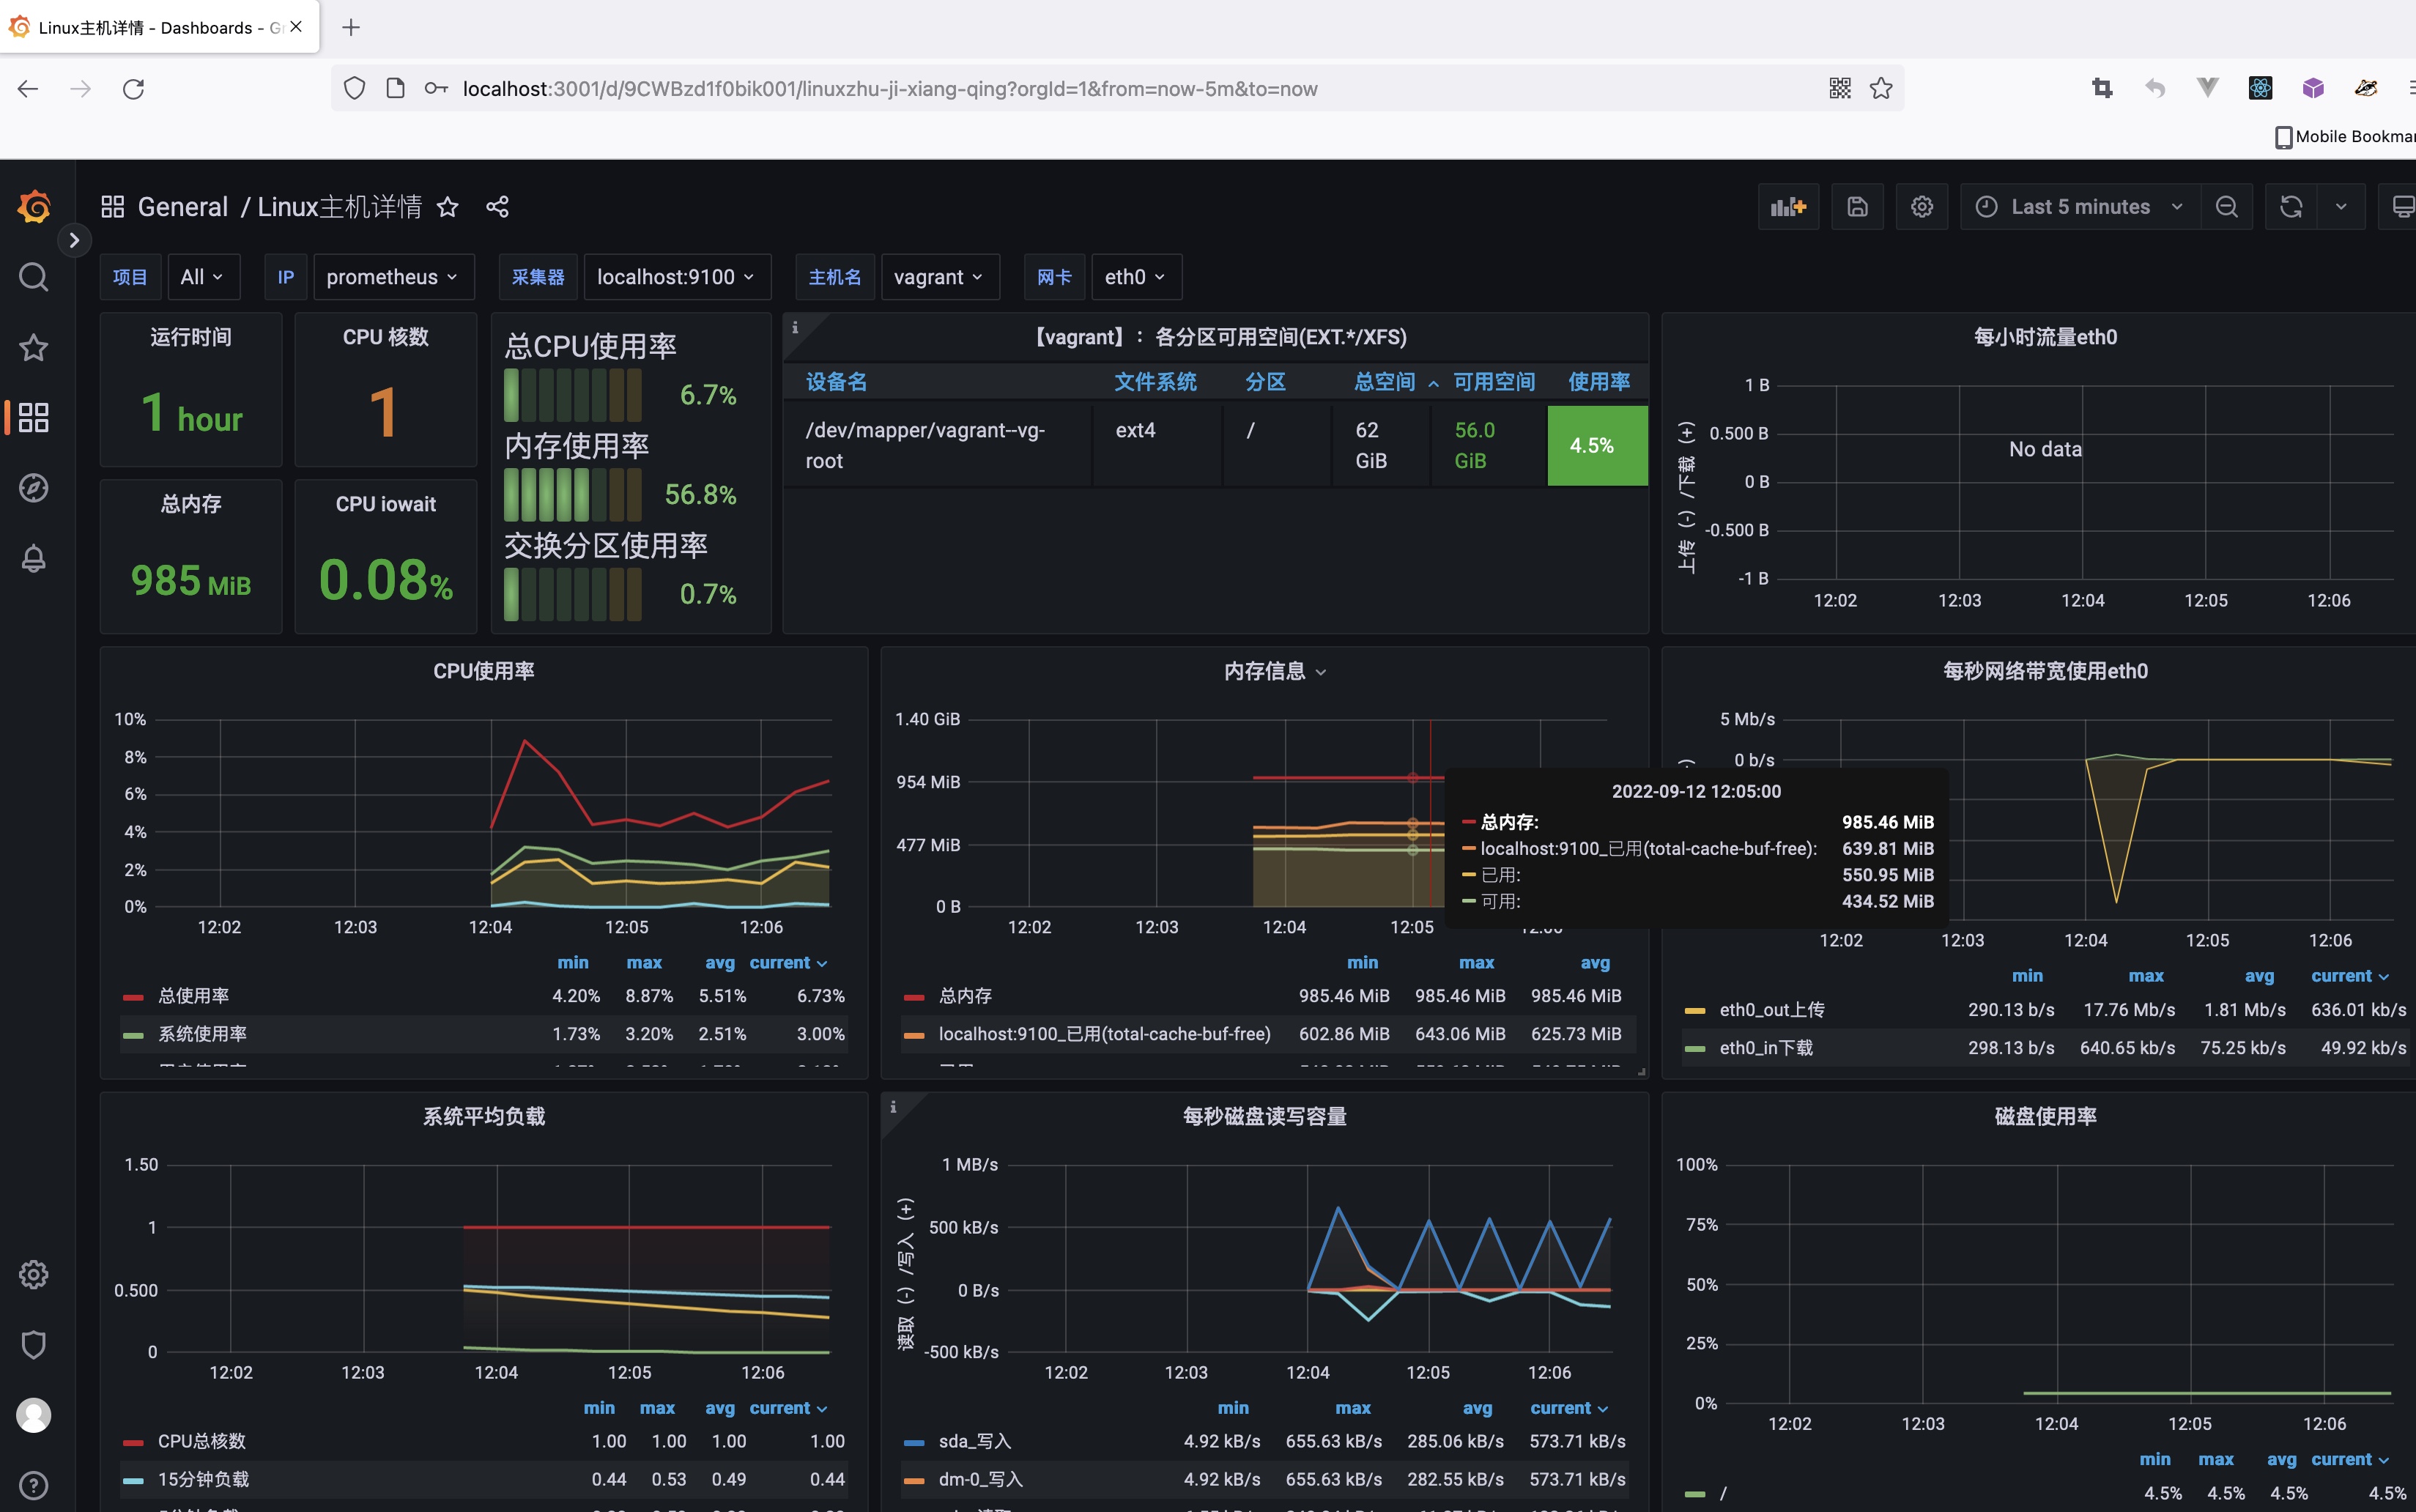 Linux主机详情 - Dashboards - Gr
localhost:3001/d/9CWBzd1f0bik001/linuxzhu-ji-xiang-qing?orgId=1&from=now-5m&to=now
Mobile Bookmar
General / Linux主机详情
Last 5 minutes
项目 All IP prometheus 采集器 localhost:9100 主机名 vagrant 网卡 eth0
运行时间
1 hour
CPU 核数
1
总内存
985 MiB
CPU iowait
0.08%
总CPU使用率
6.7%
内存使用率
56.8%
交换分区使用率
0.7%
【vagrant】：各分区可用空间(EXT.*/XFS)
设备名 文件系统 分区 总空间 可用空间 使用率
/dev/mapper/vagrant--vg-root ext4 / 62 GiB 56.0 GiB 4.5%
每小时流量eth0
上传（-）/下载（+）
1 B
0.500 B
0 B
-0.500 B
-1 B
No data
12:02 12:03 12:04 12:05 12:06
CPU使用率
10%
8%
6%
4%
2%
0%
12:02 12:03 12:04 12:05 12:06
min max avg current
总使用率 4.20% 8.87% 5.51% 6.73%
系统使用率 1.73% 3.20% 2.51% 3.00%
内存信息
1.40 GiB
954 MiB
477 MiB
0 B
12:02 12:03 12:04 12:05
2022-09-12 12:05:00
总内存: 985.46 MiB
localhost:9100_已用(total-cache-buf-free): 639.81 MiB
已用: 550.95 MiB
可用: 434.52 MiB
min max avg
总内存 985.46 MiB 985.46 MiB 985.46 MiB
localhost:9100_已用(total-cache-buf-free) 602.86 MiB 643.06 MiB 625.73 MiB
每秒网络带宽使用eth0
5 Mb/s
0 b/s
12:02 12:03 12:04 12:05 12:06
min max avg current
eth0_out上传 290.13 b/s 17.76 Mb/s 1.81 Mb/s 636.01 kb/s
eth0_in下载 298.13 b/s 640.65 kb/s 75.25 kb/s 49.92 kb/s
系统平均负载
1.50
1
0.500
0
12:02 12:03 12:04 12:05 12:06
min max avg current
CPU总核数 1.00 1.00 1.00 1.00
15分钟负载 0.44 0.53 0.49 0.44
每秒磁盘读写容量
读取（-）/写入（+）
1 MB/s
500 kB/s
0 B/s
-500 kB/s
12:02 12:03 12:04 12:05 12:06
min max avg current
sda_写入 4.92 kB/s 655.63 kB/s 285.06 kB/s 573.71 kB/s
dm-0_写入 4.92 kB/s 655.63 kB/s 282.55 kB/s 573.71 kB/s
磁盘使用率
100%
75%
50%
25%
0%
12:02 12:03 12:04 12:05 12:06
min max avg current
/ 4.5% 4.5% 4.5% 4.5%